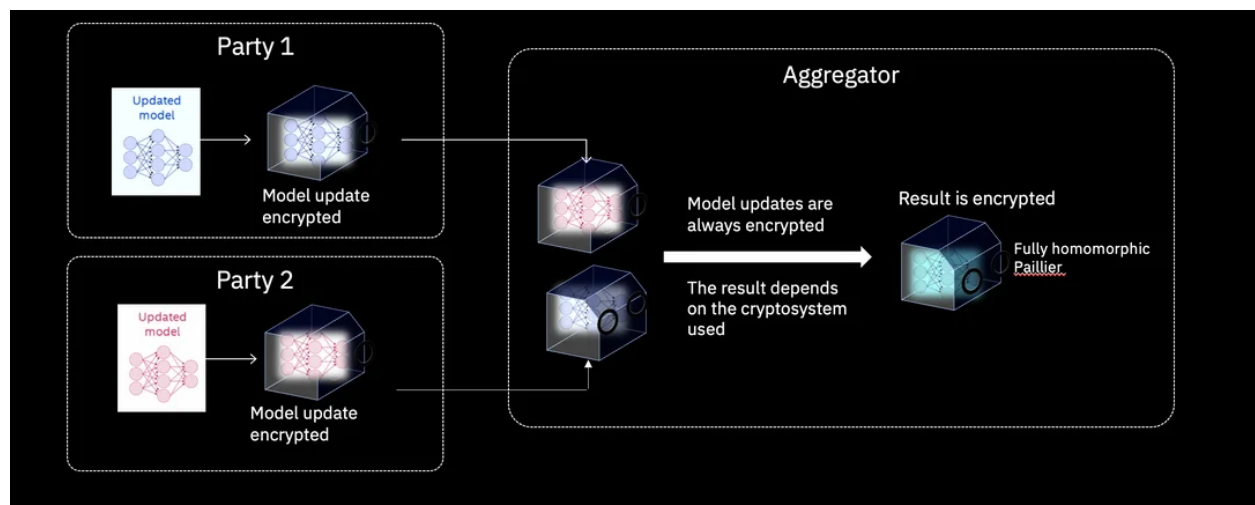 Party 1
Updated
model
Model update
encrypted
Party 2
Updated
model
Model update
encrypted
Aggregator
Model updates are
always encrypted
The result depends
on the cryptosystem
used
Result is encrypted
Fully homomorphic
Paillier